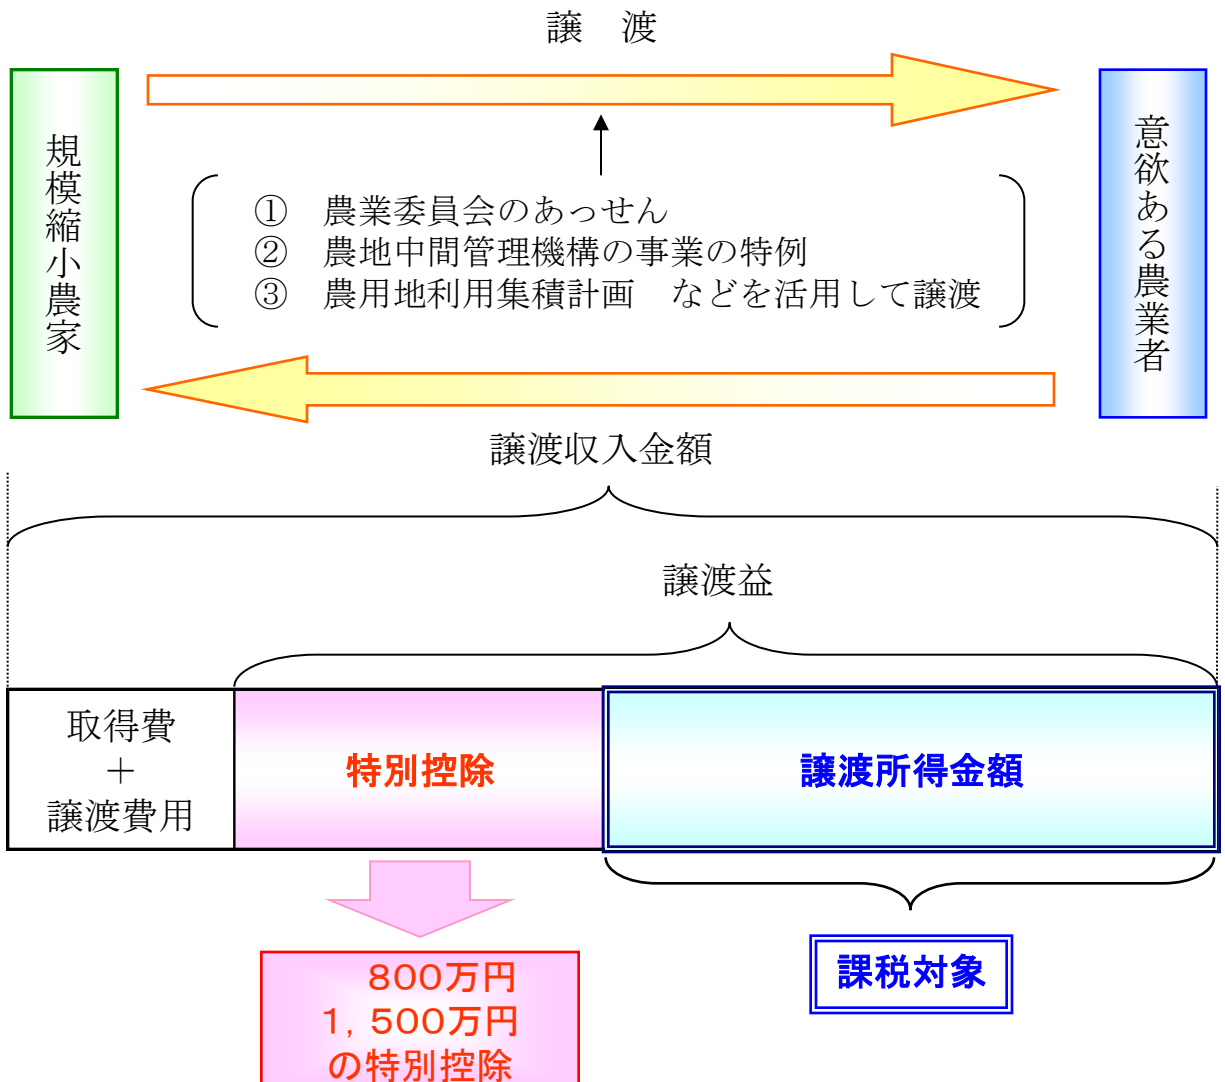 譲　渡
規模縮小農家
①　農業委員会のあっせん
②　農地中間管理機構の事業の特例
③　農用地利用集積計画　などを活用して譲渡
意欲ある農業者
譲渡収入金額
譲渡益
取得費
＋
譲渡費用
特別控除
譲渡所得金額
800万円
1，500万円
の特別控除
課税対象